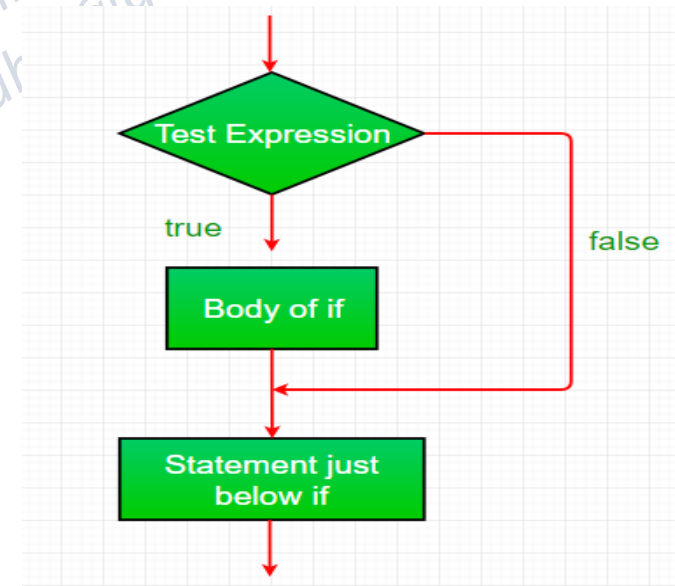 Test Expression
true
false
Body of if
Statement just
below if